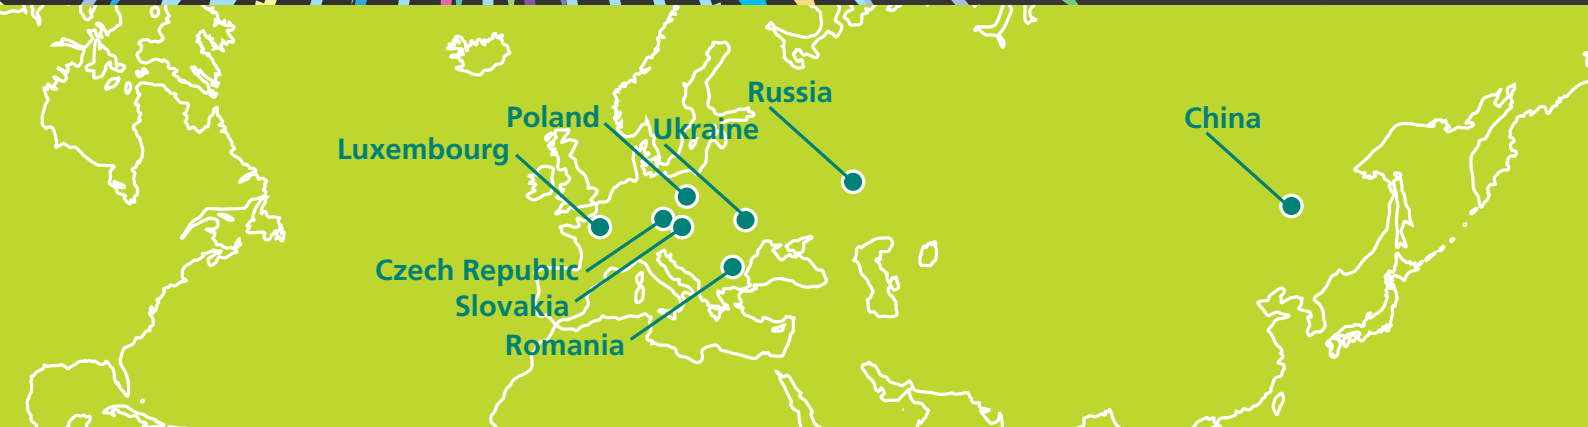 Russia
Poland
China
Ukraine
Luxembourg
Czech Republic
Slovakia
Romania